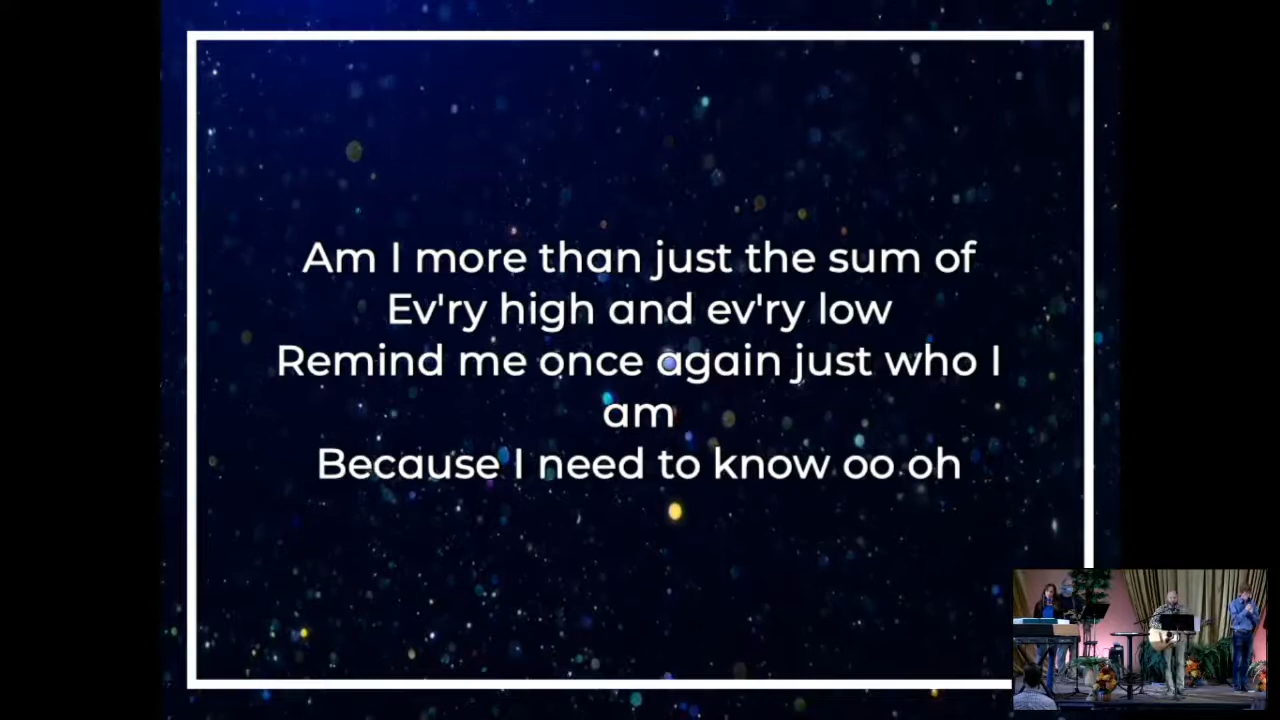 Am I more than just the sum of
Ev'ry high and ev'ry low
Remind me once again just who I
am
Because I need to know oo oh